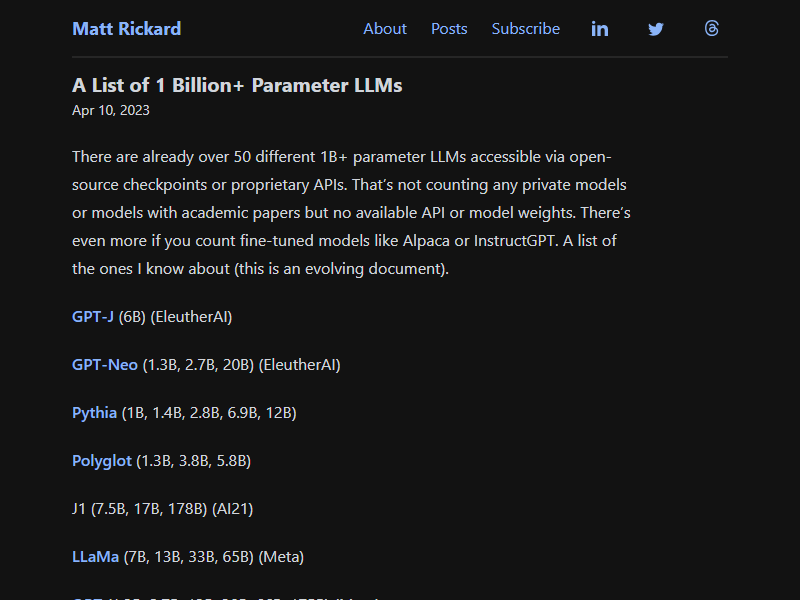 Matt Rickard
About Posts Subscribe
A List of 1 Billion+ Parameter LLMs
Apr 10, 2023
There are already over 50 different 1B+ parameter LLMs accessible via open-
source checkpoints or proprietary APIs. That’s not counting any private models
or models with academic papers but no available API or model weights. There’s
even more if you count fine-tuned models like Alpaca or InstructGPT. A list of
the ones I know about (this is an evolving document).
GPT-J (6B) (EleutherAI)
GPT-Neo (1.3B, 2.7B, 20B) (EleutherAI)
Pythia (1B, 1.4B, 2.8B, 6.9B, 12B)
Polyglot (1.3B, 3.8B, 5.8B)
J1 (7.5B, 17B, 178B) (AI21)
LLaMa (7B, 13B, 33B, 65B) (Meta)